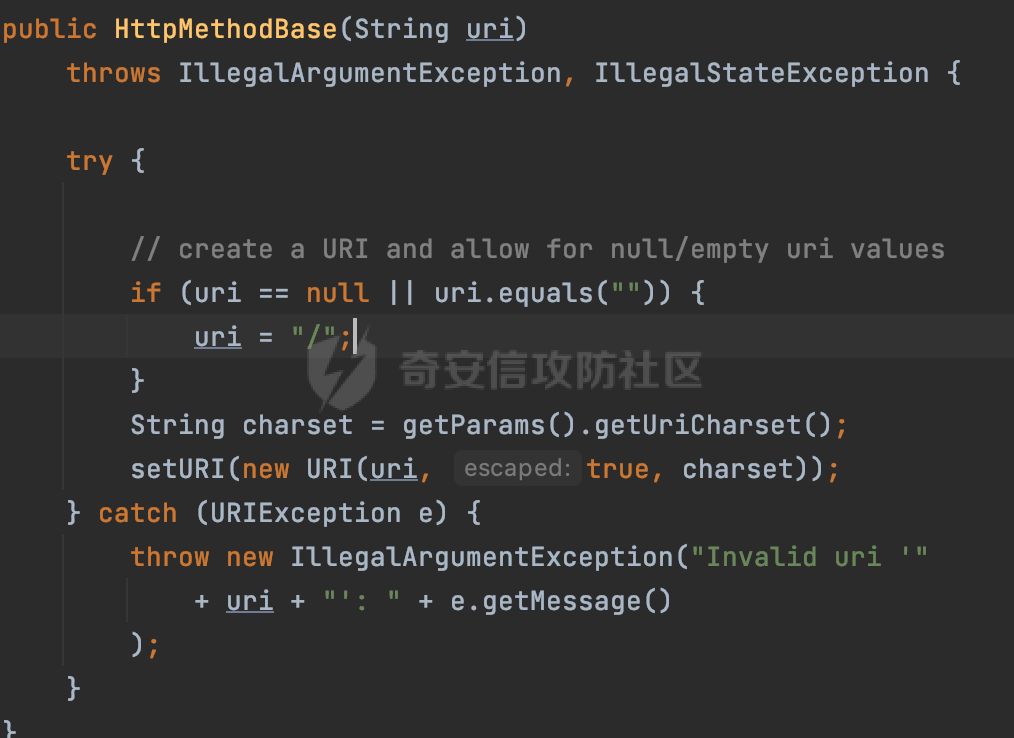 public HttpMethodBase(String uri)
    throws IllegalArgumentException, IllegalStateException {
    try {
        // create a URI and allow for null/empty uri values
        if (uri == null || uri.equals("")) {
            uri = "/";
        }
        String charset = getParams().getUriCharset();
        setURI(new URI(uri, escaped: true, charset));
    } catch (URIException e) {
        throw new IllegalArgumentException("Invalid uri '"
            + uri + "': " + e.getMessage()
        );
    }
}
奇安信攻防社区